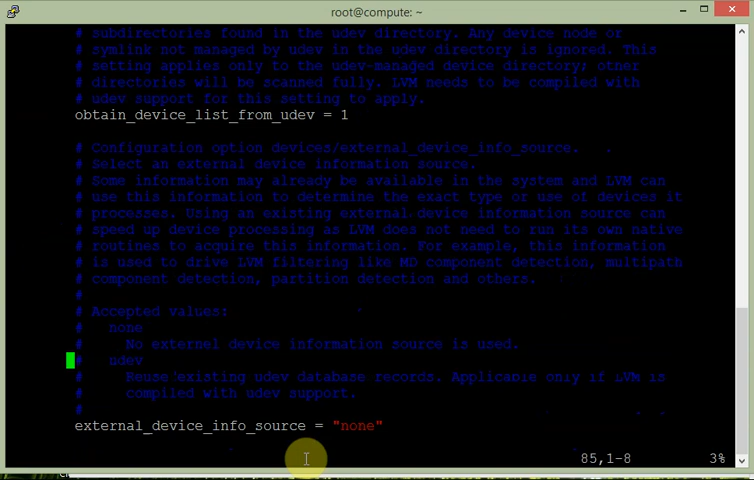 root@compute: ~
# subdirectories found in the udev directory. Any device node or
# symlink not managed by udev in the udev directory is ignored. This
# setting applies only to the udev-managed device directory; other
# directories will be scanned fully. LVM needs to be compiled with
# udev support for this setting to apply.
obtain_device_list_from_udev = 1
# Configuration option devices/external_device_info_source.
# Select an external device information source.
# Some information may already be available in the system and LVM can
# use this information to determine the exact type or use of devices it
# processes. Using an existing external device information source can
# speed up device processing as LVM does not need to run its own native
# routines to acquire this information. For example, this information
# is used to drive LVM filtering like MD component detection, multipath
# component detection, partition detection and others.
#
# Accepted values:
#   none
#     No external device information source is used.
#   udev
#     Reuse existing udev database records. Applicable only if LVM is
#     compiled with udev support.
#
external_device_info_source = "none"
85,1-8 3%